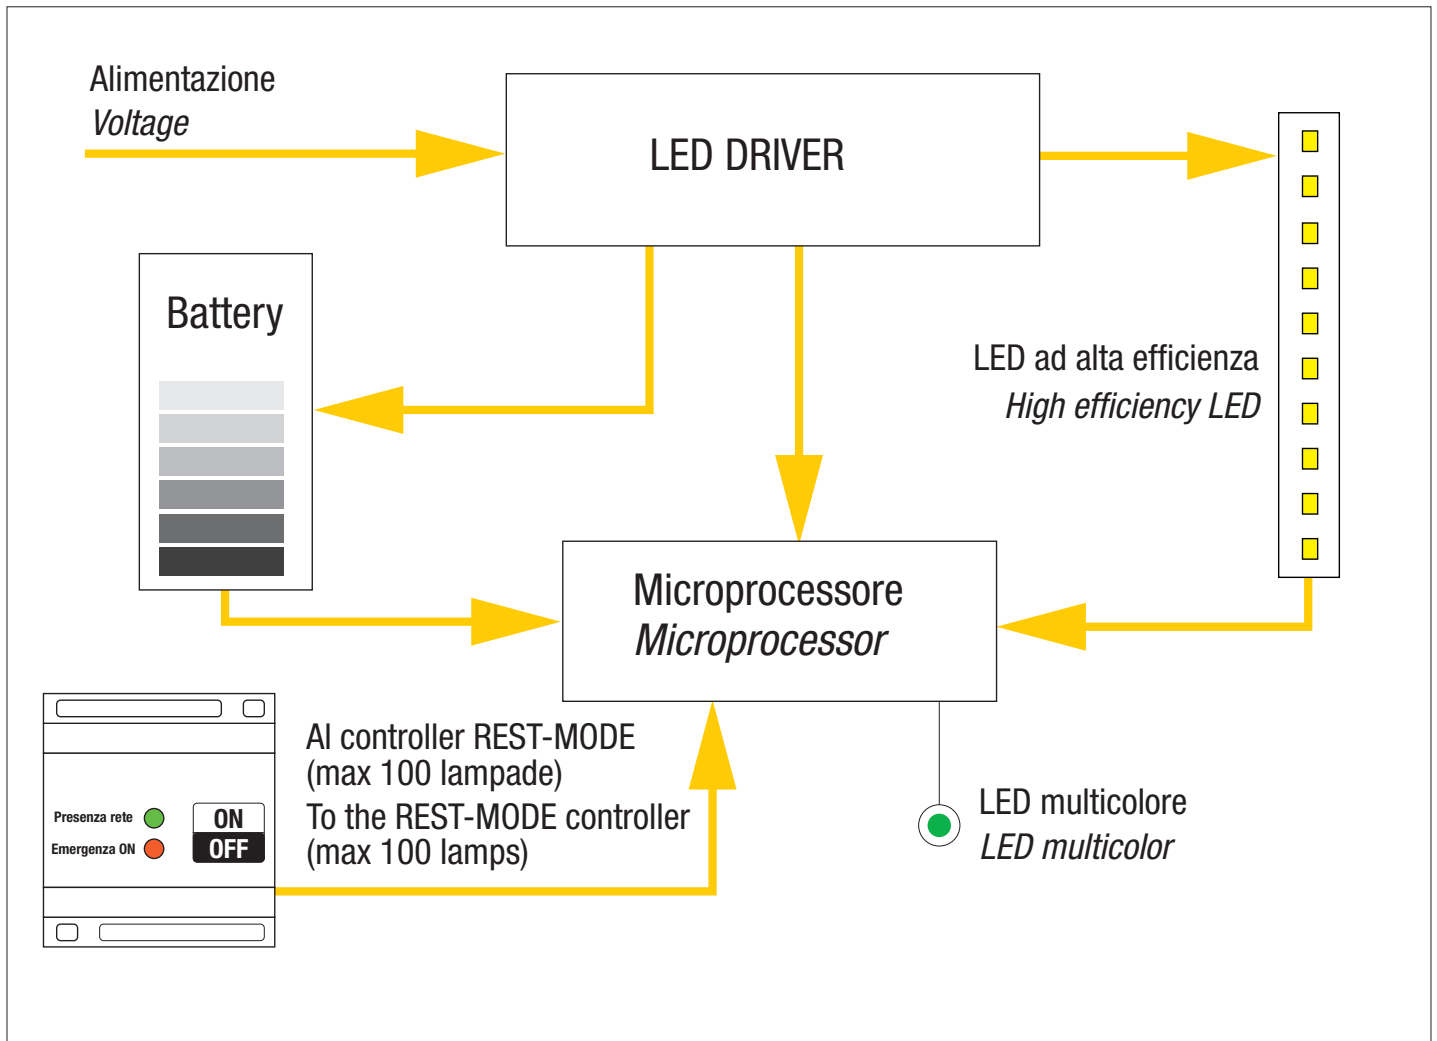 Alimentazione
Voltage
LED DRIVER
Battery
LED ad alta efficienza
High efficiency LED
Microprocessore
Microprocessor
Al controller REST-MODE
(max 100 lampade)
To the REST-MODE controller
(max 100 lamps)
Presenza rete
Emergenza ON
ON
OFF
LED multicolore
LED multicolor